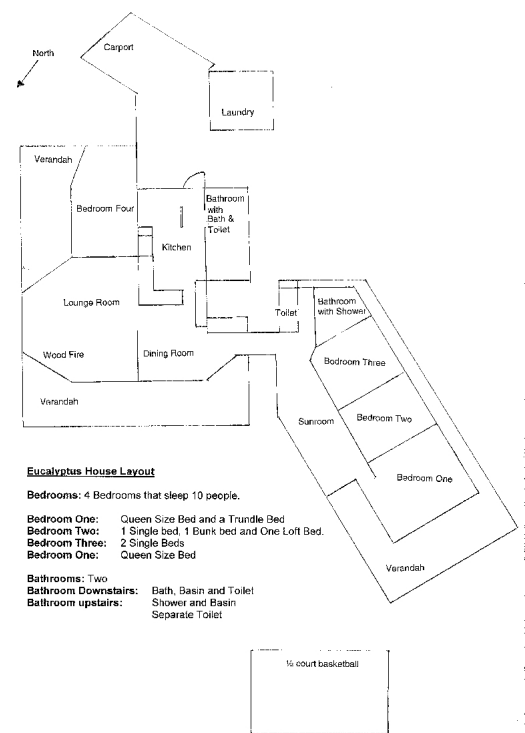 Carport
North
Laundry
Verandah
Bathroom
with
Bath &
Toilet
Bedroom Four
Kitchen
Lounge Room
Toilet
Bathroom
with Shower
Wood Fire
Dining Room
Bedroom Three
Verandah
Sunroom
Bedroom Two
Bedroom One
Verandah
Eucalyptus House Layout
Bedrooms: 4 Bedrooms that sleep 10 people.
Bedroom One: Queen Size Bed and a Trundle Bed
Bedroom Two: 1 Single bed, 1 Bunk bed and One Loft Bed.
Bedroom Three: 2 Single Beds
Bedroom One: Queen Size Bed
Bathrooms: Two
Bathroom Downstairs: Bath, Basin and Toilet
Bathroom upstairs: Shower and Basin
Separate Toilet
½ court basketball